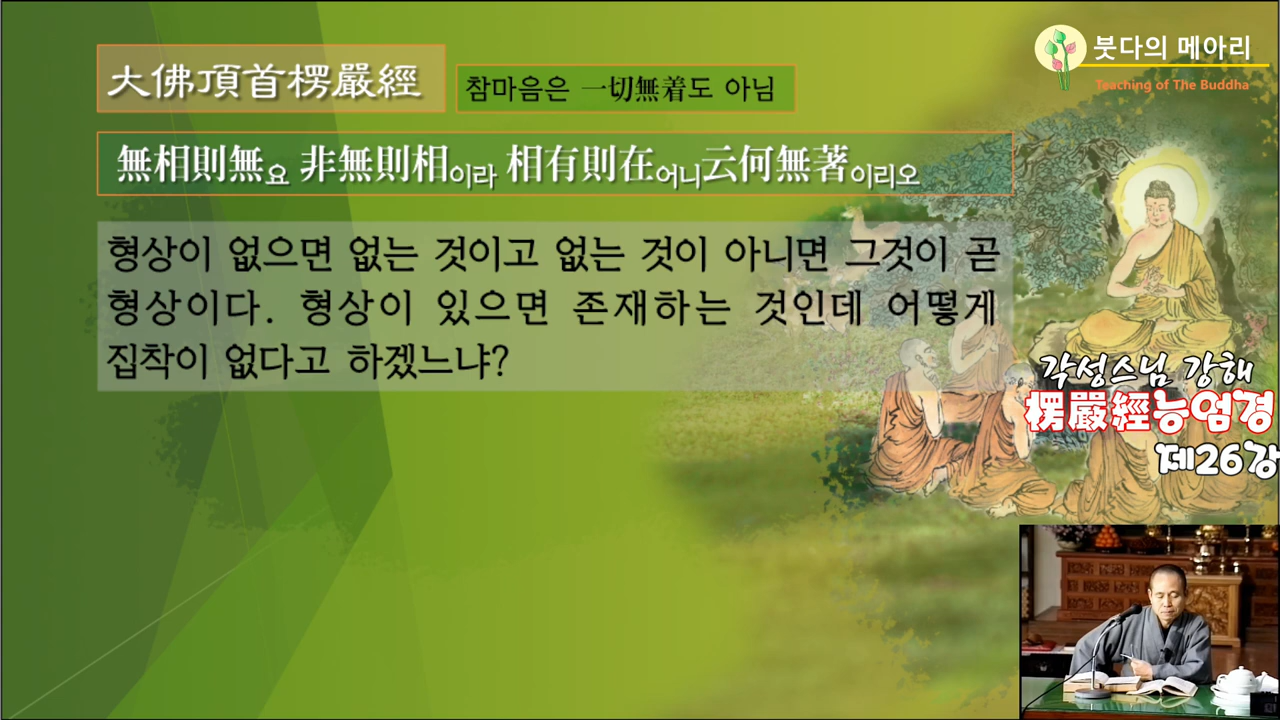 大佛頂首楞嚴經
참마음은 一切無着도 아님
無相則無요 非無則相이라 相有則在어니云何無著이리오
형상이 없으면 없는 것이고 없는 것이 아니면 그것이 곧
형상이다. 형상이 있으면 존재하는 것인데 어떻게
집착이 없다고 하겠느냐?
붓다의 메아리
Teaching of The Buddha
각성스님 강해
楞嚴經능엄경
제26강